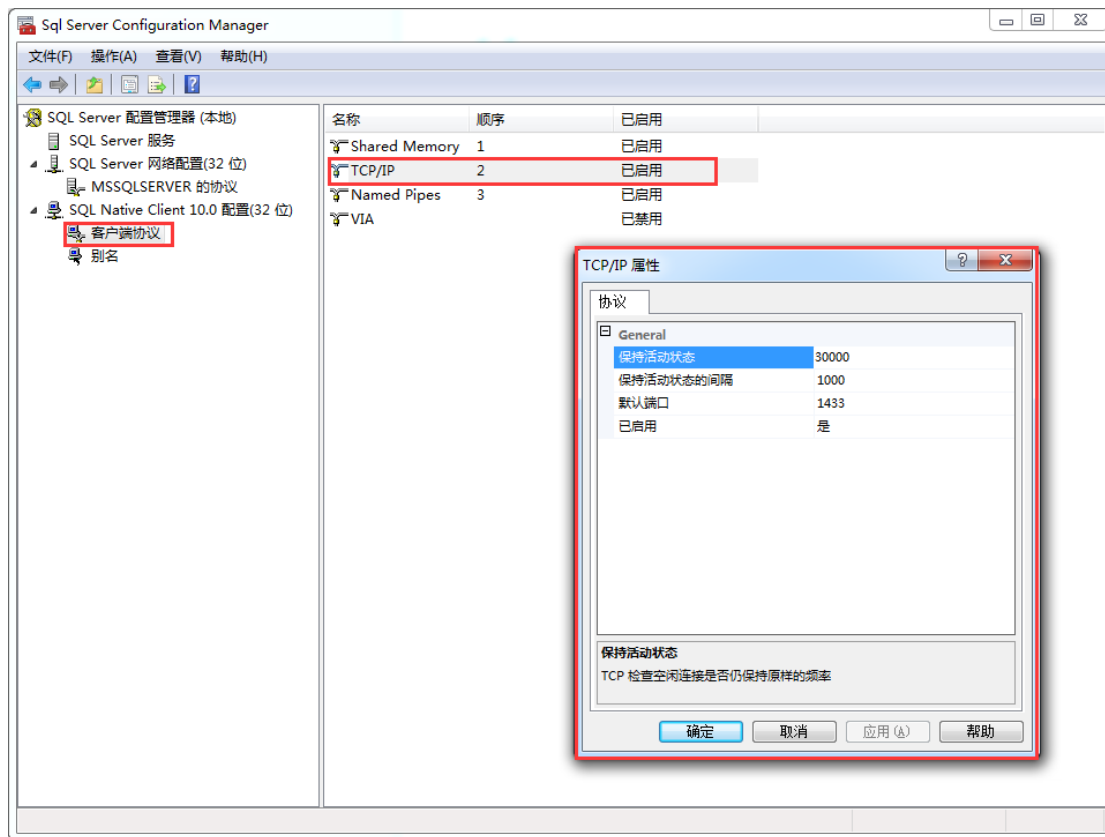 Sql Server Configuration Manager
文件(F) 操作(A) 查看(V) 帮助(H)
SQL Server 配置管理器 (本地)
SQL Server 服务
SQL Server 网络配置(32 位)
MSSQLSERVER 的协议
SQL Native Client 10.0 配置(32 位)
客户端协议
别名
名称 顺序 已启用
Shared Memory 1 已启用
TCP/IP 2 已启用
Named Pipes 3 已启用
VIA 已禁用
TCP/IP 属性
协议
General
保持活动状态 30000
保持活动状态的间隔 1000
默认端口 1433
已启用 是
保持活动状态
TCP 检查空闲连接是否仍保持原样的频率
确定 取消 应用(A) 帮助